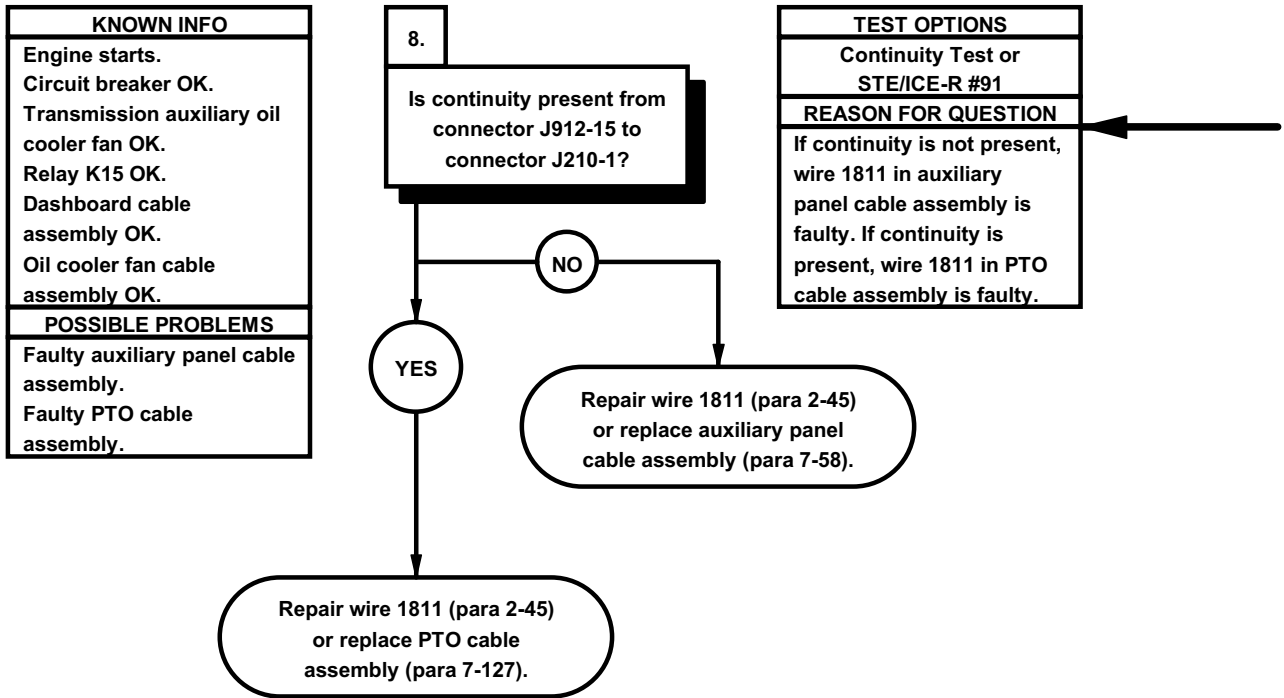 KNOWN INFO
Engine starts.
Circuit breaker OK.
Transmission auxiliary oil
cooler fan OK.
Relay K15 OK.
Dashboard cable
assembly OK.
Oil cooler fan cable
assembly OK.
POSSIBLE PROBLEMS
Faulty auxiliary panel cable
assembly.
Faulty PTO cable
assembly.
8.
Is continuity present from
connector J912-15 to
connector J210-1?
NO
YES
Repair wire 1811 (para 2-45)
or replace auxiliary panel
cable assembly (para 7-58).
Repair wire 1811 (para 2-45)
or replace PTO cable
assembly (para 7-127).
TEST OPTIONS
Continuity Test or
STE/ICE-R #91
REASON FOR QUESTION
If continuity is not present,
wire 1811 in auxiliary
panel cable assembly is
faulty. If continuity is
present, wire 1811 in PTO
cable assembly is faulty.